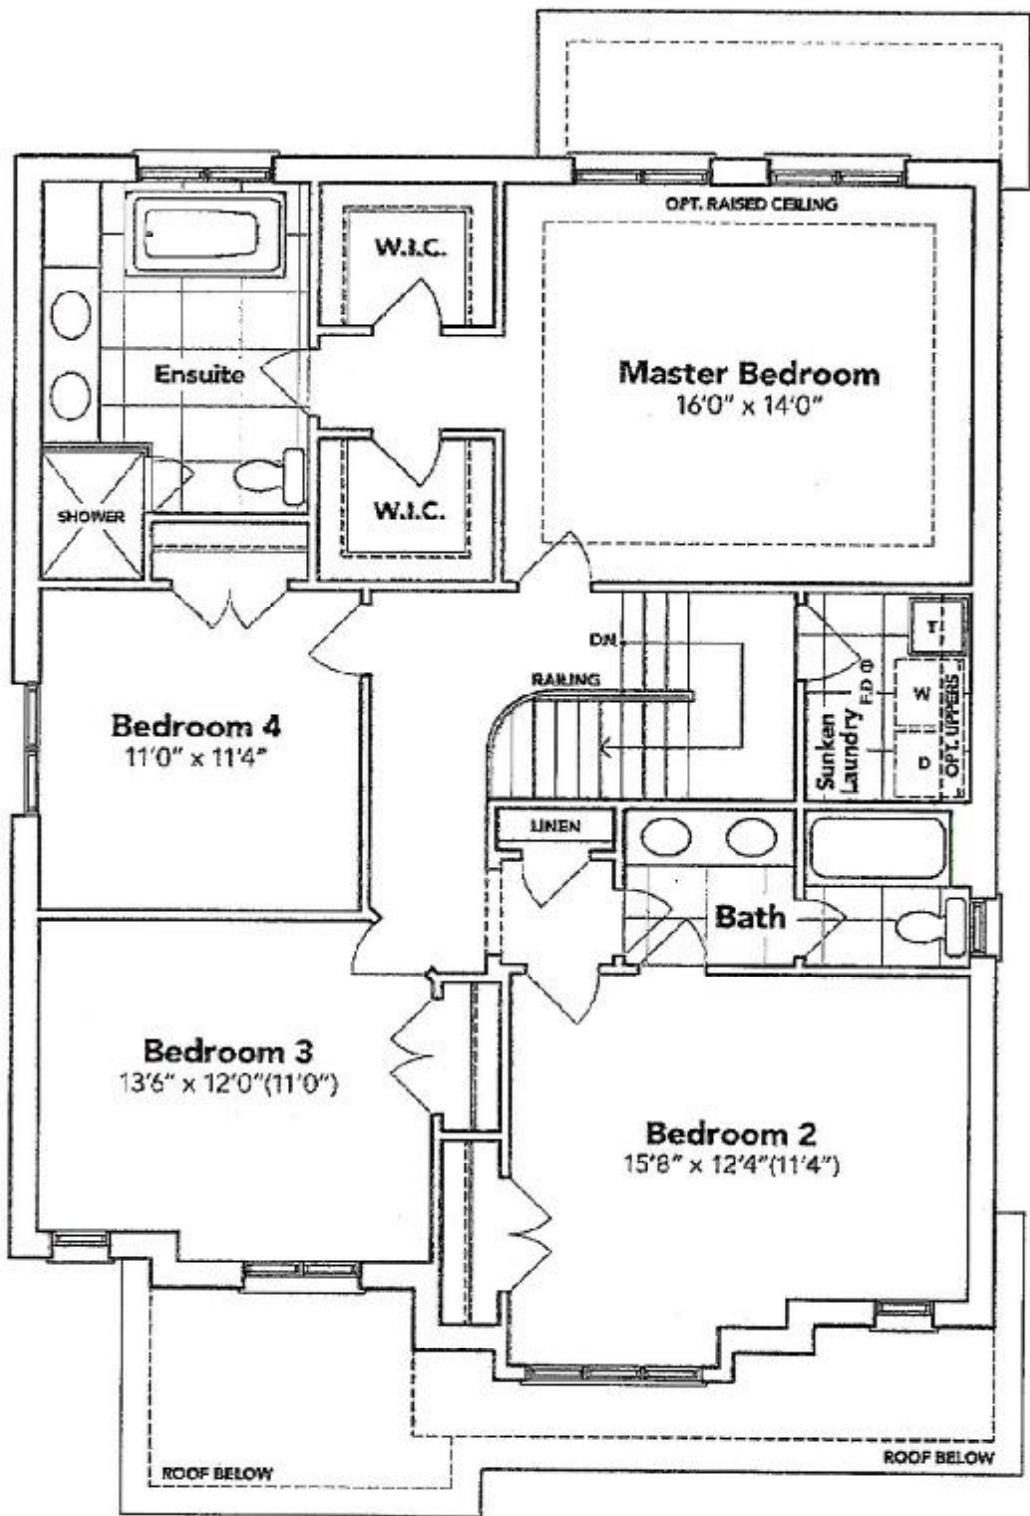 OPT. RAISED CEILING
W.I.C.
Master Bedroom
16'0" x 14'0"
Ensuite
W.I.C.
SHOWER
DN
RAILING
T
F.D
W
D
OPT. UPPERS
Sunken
Laundry
Bedroom 4
11'0" x 11'4"
LINEN
Bath
Bedroom 3
13'6" x 12'0"(11'0")
Bedroom 2
15'8" x 12'4"(11'4")
ROOF BELOW
ROOF BELOW